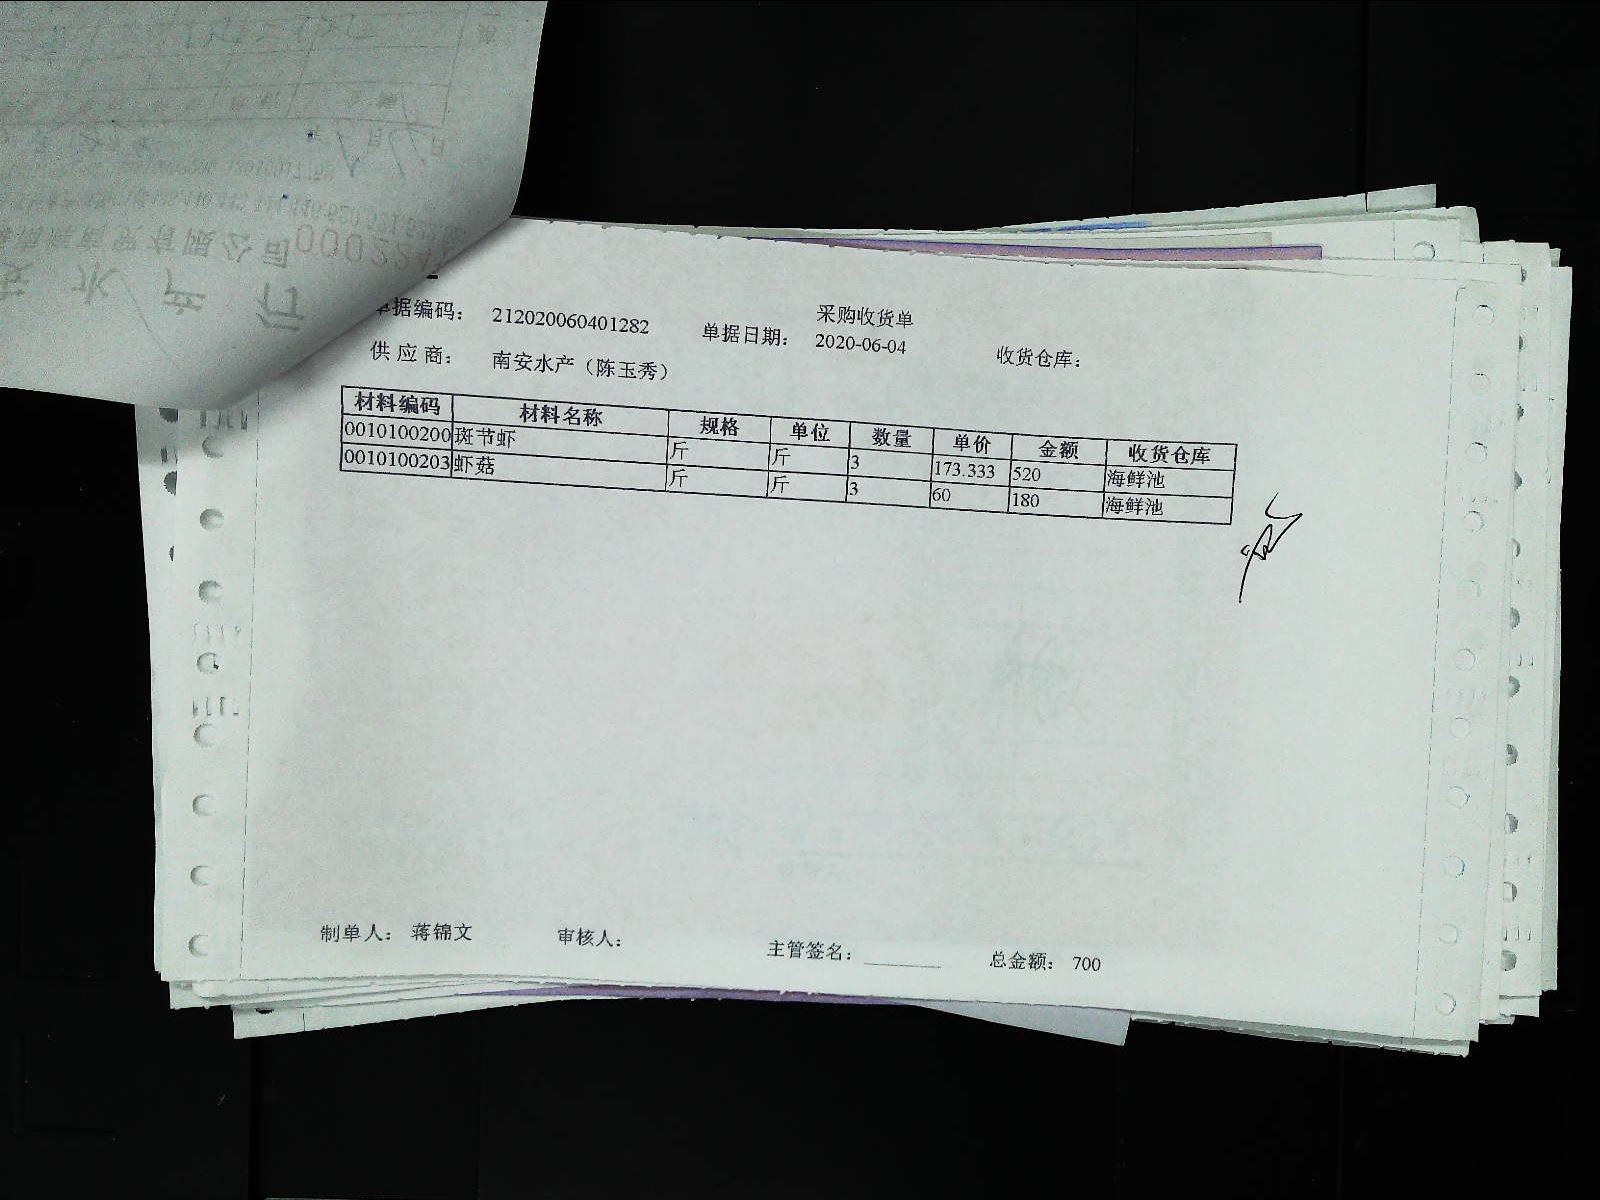 采购收货单
单据编码： 212020060401282 单据日期： 2020-06-04 收货仓库：
供 应 商： 南安水产（陈玉秀）
材料编码 材料名称 规格 单位 数量 单价 金额 收货仓库
0010100200 斑节虾 斤 斤 3 173.333 520 海鲜池
0010100203 虾菇 斤 斤 3 60 180 海鲜池
制单人： 蒋锦文 审核人： 主管签名： 总金额： 700